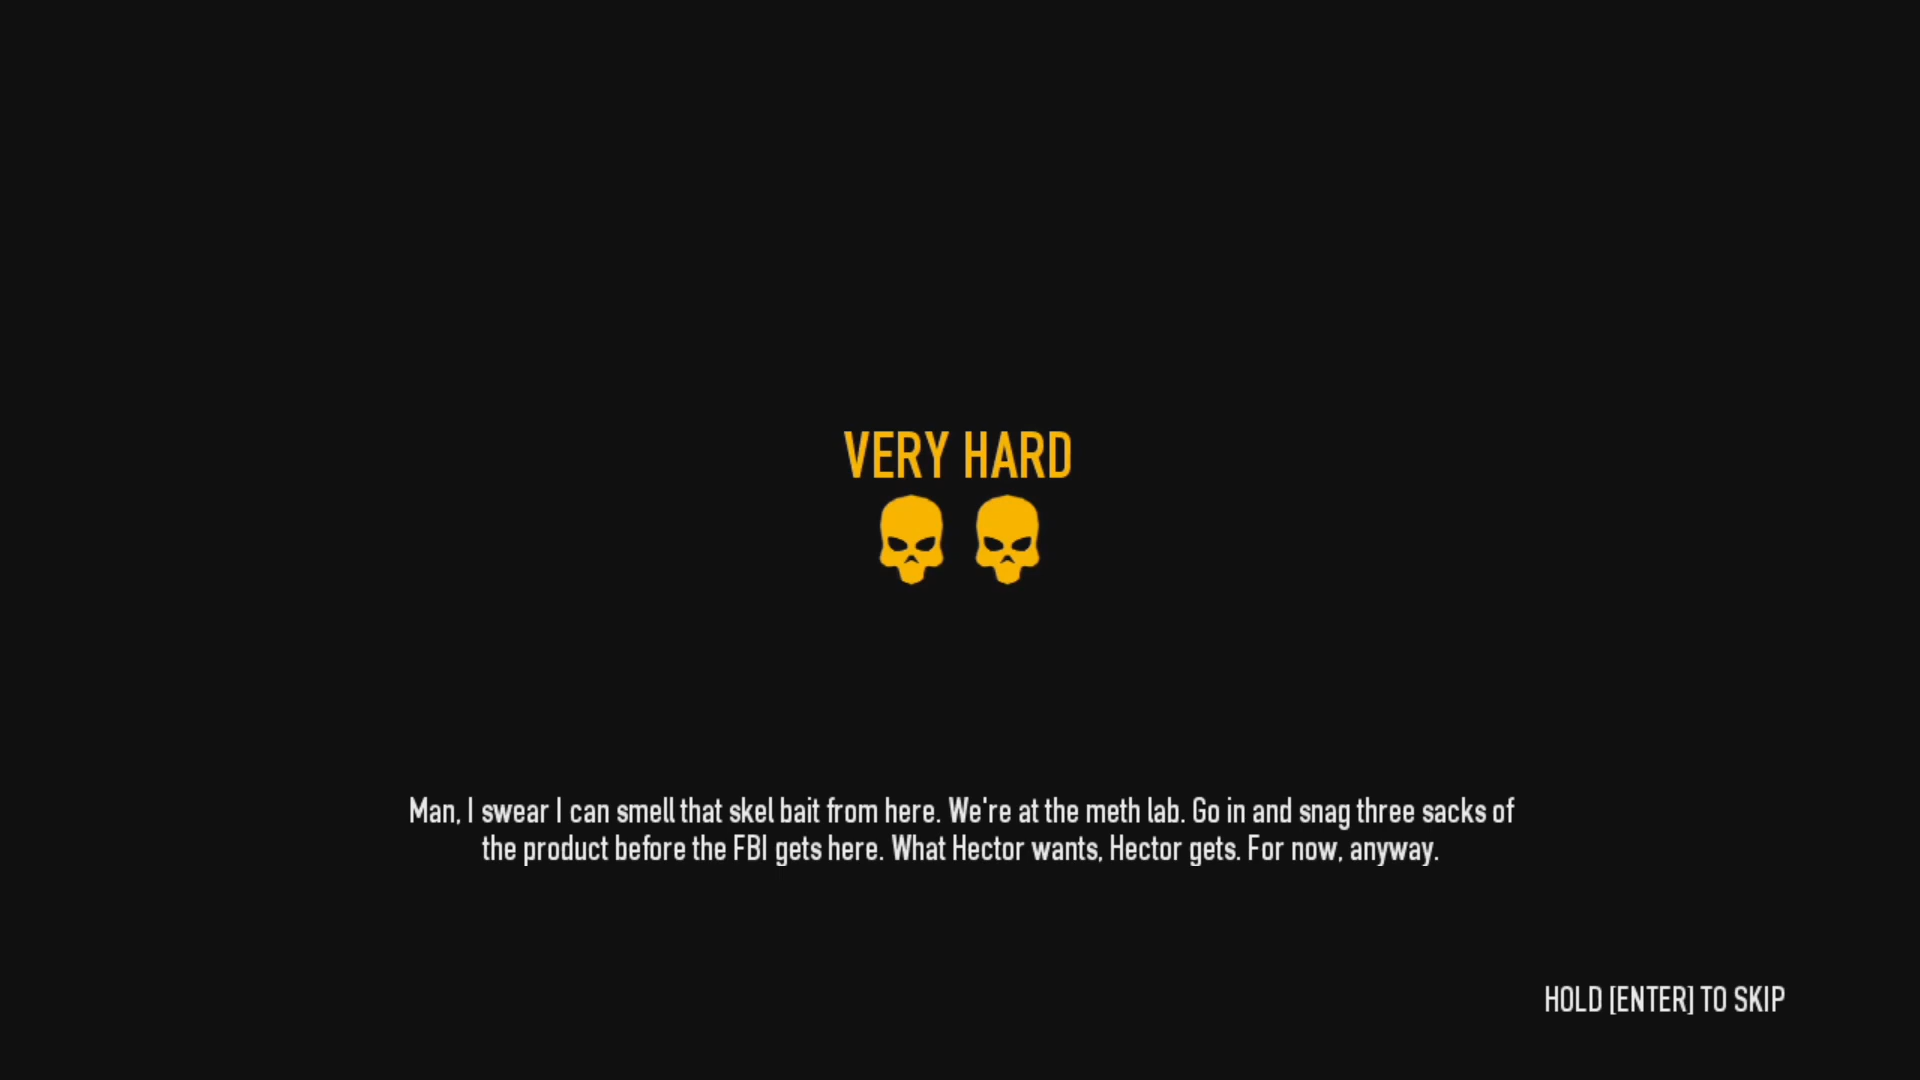 VERY HARD
Man, I swear I can smell that skel bait from here. We're at the meth lab. Go in and snag three sacks of
the product before the FBI gets here. What Hector wants, Hector gets. For now, anyway.
HOLD [ENTER] TO SKIP